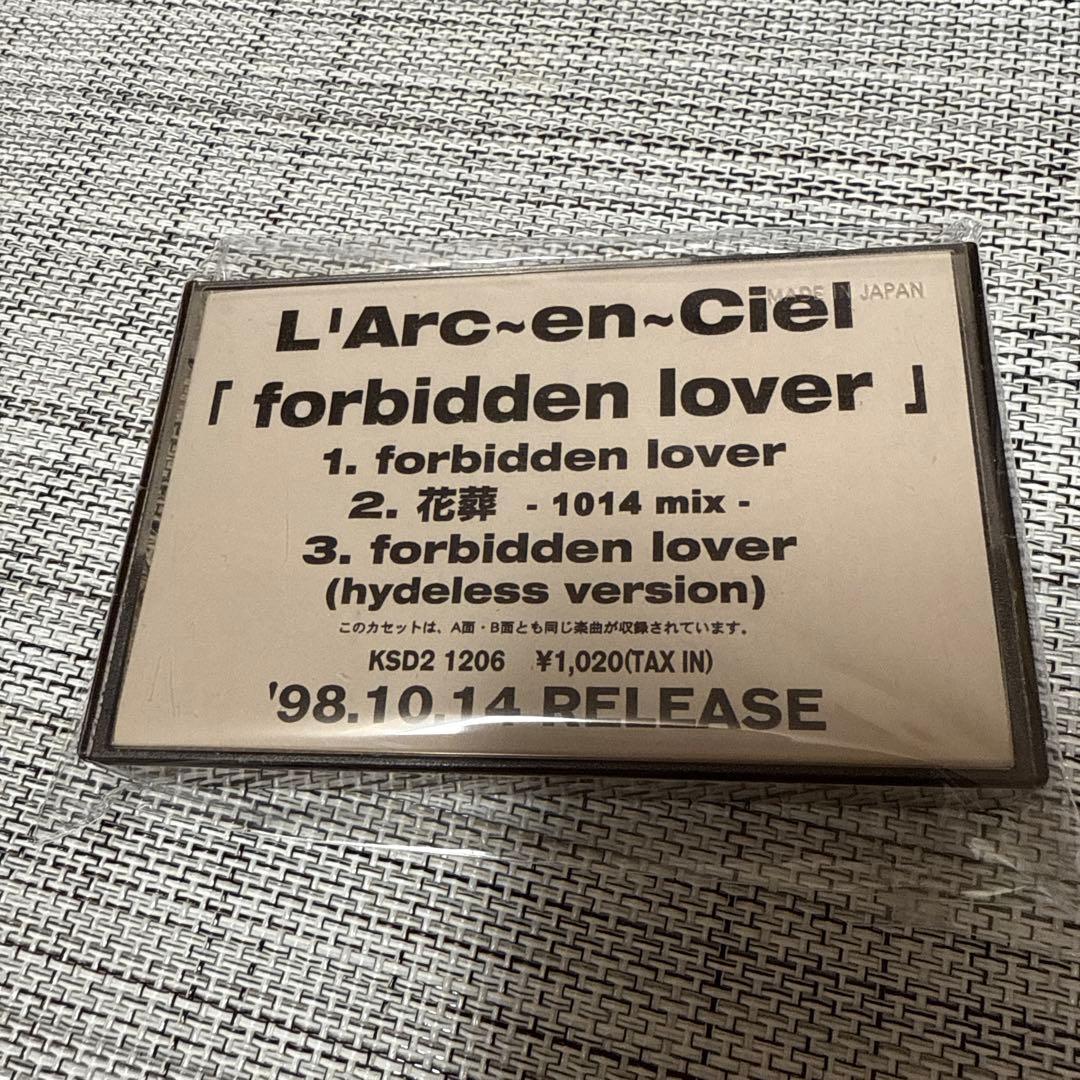 MADE IN JAPAN
L'Arc~en~Ciel
「 forbidden lover 」
1. forbidden lover
2. 花葬 - 1014 mix -
3. forbidden lover
(hydeless version)
このカセットは、A面・B面とも同じ楽曲が収録されています。
KSD2 1206 ¥1,020(TAX IN)
'98.10.14 RELEASE